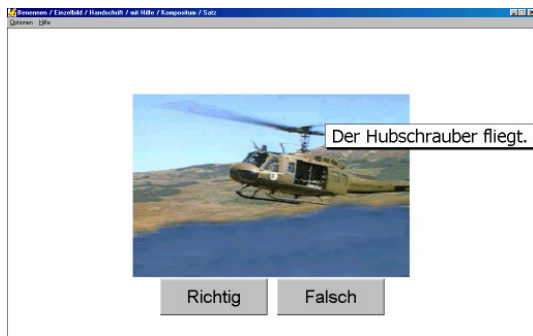 Benennen / Einzelbild / Handschrift / mit Hilfe / Kompositum / Satz
Optionen Hilfe
Der Hubschrauber fliegt.
Richtig Falsch